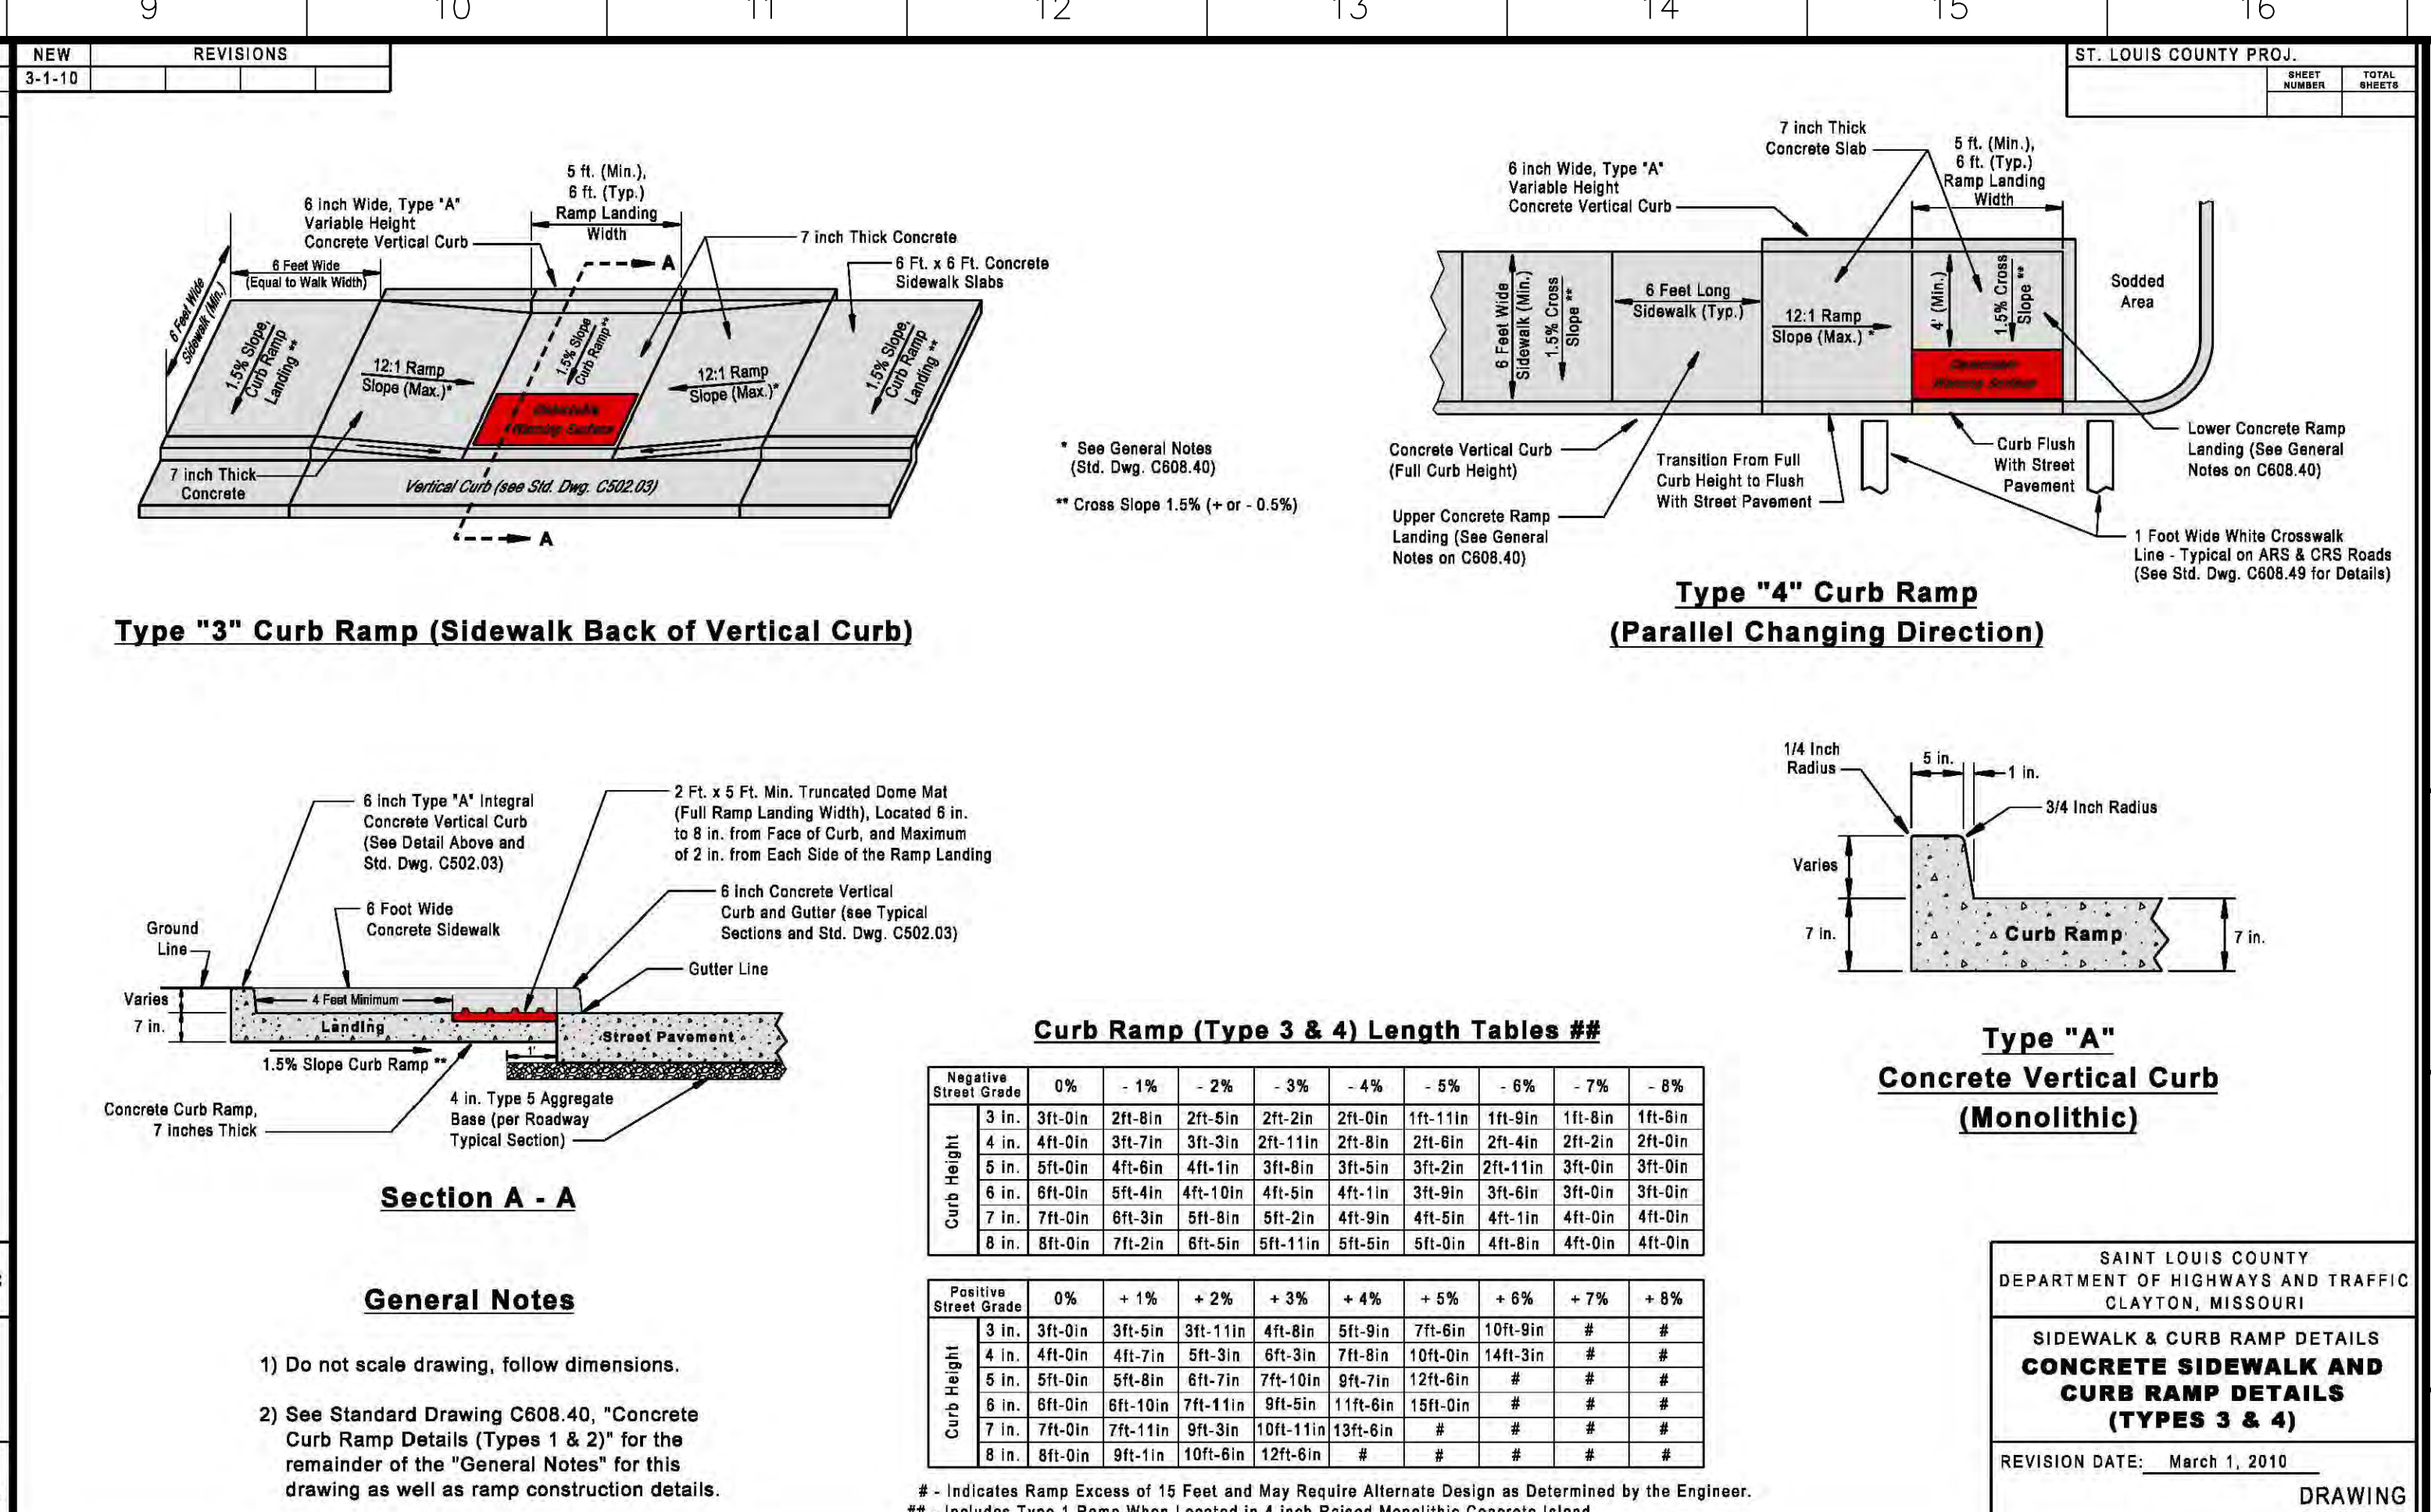 9 10 11 12 13 14 15 16
NEW REVISIONS
3-1-10
ST. LOUIS COUNTY PROJ.
SHEET NUMBER
TOTAL SHEETS
5 ft. (Min.),
6 ft. (Typ.)
Ramp Landing
Width
6 inch Wide, Type "A"
Variable Height
Concrete Vertical Curb
7 inch Thick Concrete
6 Ft. x 6 Ft. Concrete
Sidewalk Slabs
6 Feet Wide
(Equal to Walk Width)
6 Feet Wide
Sidewalk (Min.)
A
1.5% Slope,
Curb Ramp
Landing **
12:1 Ramp
Slope (Max.)*
1.5% Slope
Curb Ramp**
12:1 Ramp
Slope (Max.)*
1.5% Slope,
Curb Ramp
Landing **
Detectable
Warning Surface
7 inch Thick
Concrete
Vertical Curb (see Std. Dwg. C502.03)
A
* See General Notes
(Std. Dwg. C608.40)
** Cross Slope 1.5% (+ or - 0.5%)
Type "3" Curb Ramp (Sidewalk Back of Vertical Curb)
7 inch Thick
Concrete Slab
5 ft. (Min.),
6 ft. (Typ.)
Ramp Landing
Width
6 inch Wide, Type "A"
Variable Height
Concrete Vertical Curb
6 Feet Wide
Sidewalk (Min.)
1.5% Cross
Slope **
6 Feet Long
Sidewalk (Typ.)
12:1 Ramp
Slope (Max.) *
4' (Min.)
1.5% Cross
Slope **
Sodded
Area
Detectable
Warning Surface
Concrete Vertical Curb
(Full Curb Height)
Transition From Full
Curb Height to Flush
With Street Pavement
Curb Flush
With Street
Pavement
Lower Concrete Ramp
Landing (See General
Notes on C608.40)
Upper Concrete Ramp
Landing (See General
Notes on C608.40)
1 Foot Wide White Crosswalk
Line - Typical on ARS & CRS Roads
(See Std. Dwg. C608.49 for Details)
Type "4" Curb Ramp
(Parallel Changing Direction)
6 inch Type "A" Integral
Concrete Vertical Curb
(See Detail Above and
Std. Dwg. C502.03)
2 Ft. x 5 Ft. Min. Truncated Dome Mat
(Full Ramp Landing Width), Located 6 in.
to 8 in. from Face of Curb, and Maximum
of 2 in. from Each Side of the Ramp Landing
6 inch Concrete Vertical
Curb and Gutter (see Typical
Sections and Std. Dwg. C502.03)
6 Foot Wide
Concrete Sidewalk
Ground
Line
Gutter Line
Varies
7 in.
4 Feet Minimum
Landing
Street Pavement
1'
1.5% Slope Curb Ramp **
Concrete Curb Ramp,
7 inches Thick
4 in. Type 5 Aggregate
Base (per Roadway
Typical Section)
Section A - A
1/4 Inch
Radius
5 in.
1 in.
3/4 Inch Radius
Varies
7 in.
Curb Ramp
7 in.
Type "A"
Concrete Vertical Curb
(Monolithic)
General Notes
1) Do not scale drawing, follow dimensions.
2) See Standard Drawing C608.40, "Concrete
Curb Ramp Details (Types 1 & 2)" for the
remainder of the "General Notes" for this
drawing as well as ramp construction details.
Curb Ramp (Type 3 & 4) Length Tables ##
Negative Street Grade 0% - 1% - 2% - 3% - 4% - 5% - 6% - 7% - 8%
Curb Height
3 in. 3ft-0in 2ft-8in 2ft-5in 2ft-2in 2ft-0in 1ft-11in 1ft-9in 1ft-8in 1ft-6in
4 in. 4ft-0in 3ft-7in 3ft-3in 2ft-11in 2ft-8in 2ft-6in 2ft-4in 2ft-2in 2ft-0in
5 in. 5ft-0in 4ft-6in 4ft-1in 3ft-8in 3ft-5in 3ft-2in 2ft-11in 3ft-0in 3ft-0in
6 in. 6ft-0in 5ft-4in 4ft-10in 4ft-5in 4ft-1in 3ft-9in 3ft-6in 3ft-0in 3ft-0in
7 in. 7ft-0in 6ft-3in 5ft-8in 5ft-2in 4ft-9in 4ft-5in 4ft-1in 4ft-0in 4ft-0in
8 in. 8ft-0in 7ft-2in 6ft-5in 5ft-11in 5ft-5in 5ft-0in 4ft-8in 4ft-0in 4ft-0in
Positive Street Grade 0% + 1% + 2% + 3% + 4% + 5% + 6% + 7% + 8%
Curb Height
3 in. 3ft-0in 3ft-5in 3ft-11in 4ft-8in 5ft-9in 7ft-6in 10ft-9in # #
4 in. 4ft-0in 4ft-7in 5ft-3in 6ft-3in 7ft-8in 10ft-0in 14ft-3in # #
5 in. 5ft-0in 5ft-8in 6ft-7in 7ft-10in 9ft-7in 12ft-6in # # #
6 in. 6ft-0in 6ft-10in 7ft-11in 9ft-5in 11ft-6in 15ft-0in # # #
7 in. 7ft-0in 7ft-11in 9ft-3in 10ft-11in 13ft-6in # # # #
8 in. 8ft-0in 9ft-1in 10ft-6in 12ft-6in # # # # #
# - Indicates Ramp Excess of 15 Feet and May Require Alternate Design as Determined by the Engineer.
## - Includes Type 1 Ramp When Located in 4 inch Raised Monolithic Concrete Island
SAINT LOUIS COUNTY
DEPARTMENT OF HIGHWAYS AND TRAFFIC
CLAYTON, MISSOURI
SIDEWALK & CURB RAMP DETAILS
CONCRETE SIDEWALK AND
CURB RAMP DETAILS
(TYPES 3 & 4)
REVISION DATE: March 1, 2010
DRAWING